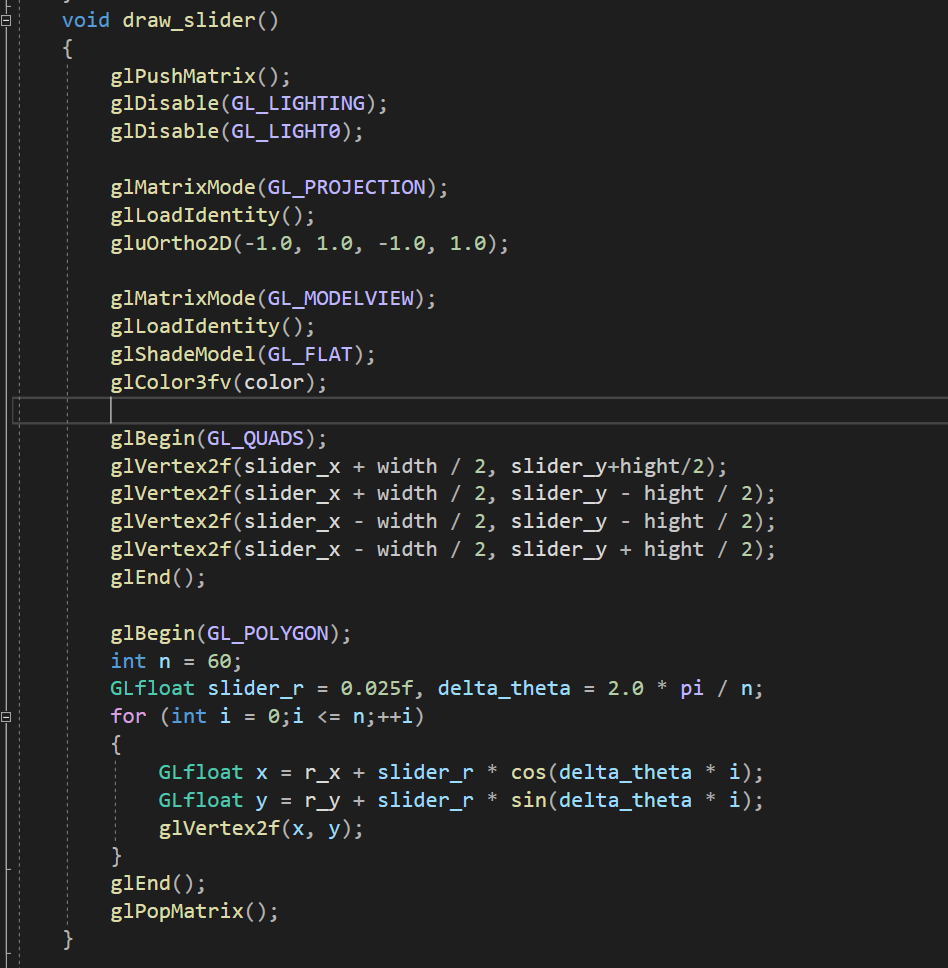 void draw_slider()
{
glPushMatrix();
glDisable(GL_LIGHTING);
glDisable(GL_LIGHT0);
glMatrixMode(GL_PROJECTION);
glLoadIdentity();
gluOrtho2D(-1.0, 1.0, -1.0, 1.0);
glMatrixMode(GL_MODELVIEW);
glLoadIdentity();
glShadeModel(GL_FLAT);
glColor3fv(color);
glBegin(GL_QUADS);
glVertex2f(slider_x + width / 2, slider_y+hight/2);
glVertex2f(slider_x + width / 2, slider_y - hight / 2);
glVertex2f(slider_x - width / 2, slider_y - hight / 2);
glVertex2f(slider_x - width / 2, slider_y + hight / 2);
glEnd();
glBegin(GL_POLYGON);
int n = 60;
GLfloat slider_r = 0.025f, delta_theta = 2.0 * pi / n;
for (int i = 0;i <= n;++i)
{
GLfloat x = r_x + slider_r * cos(delta_theta * i);
GLfloat y = r_y + slider_r * sin(delta_theta * i);
glVertex2f(x, y);
}
glEnd();
glPopMatrix();
}